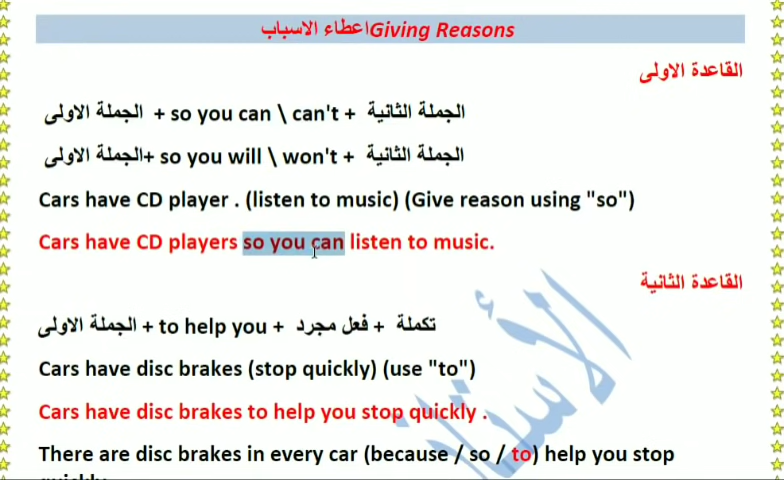 اعطاء الاسباب Giving Reasons
القاعدة الاولى
الجملة الاولى + so you can \ can't + الجملة الثانية
الجملة الاولى+ so you will \ won't + الجملة الثانية
Cars have CD player . (listen to music) (Give reason using "so")
Cars have CD players so you can listen to music.
القاعدة الثانية
الجملة الاولى + to help you + فعل مجرد + تكملة
Cars have disc brakes (stop quickly) (use "to")
Cars have disc brakes to help you stop quickly .
There are disc brakes in every car (because / so / to) help you stop